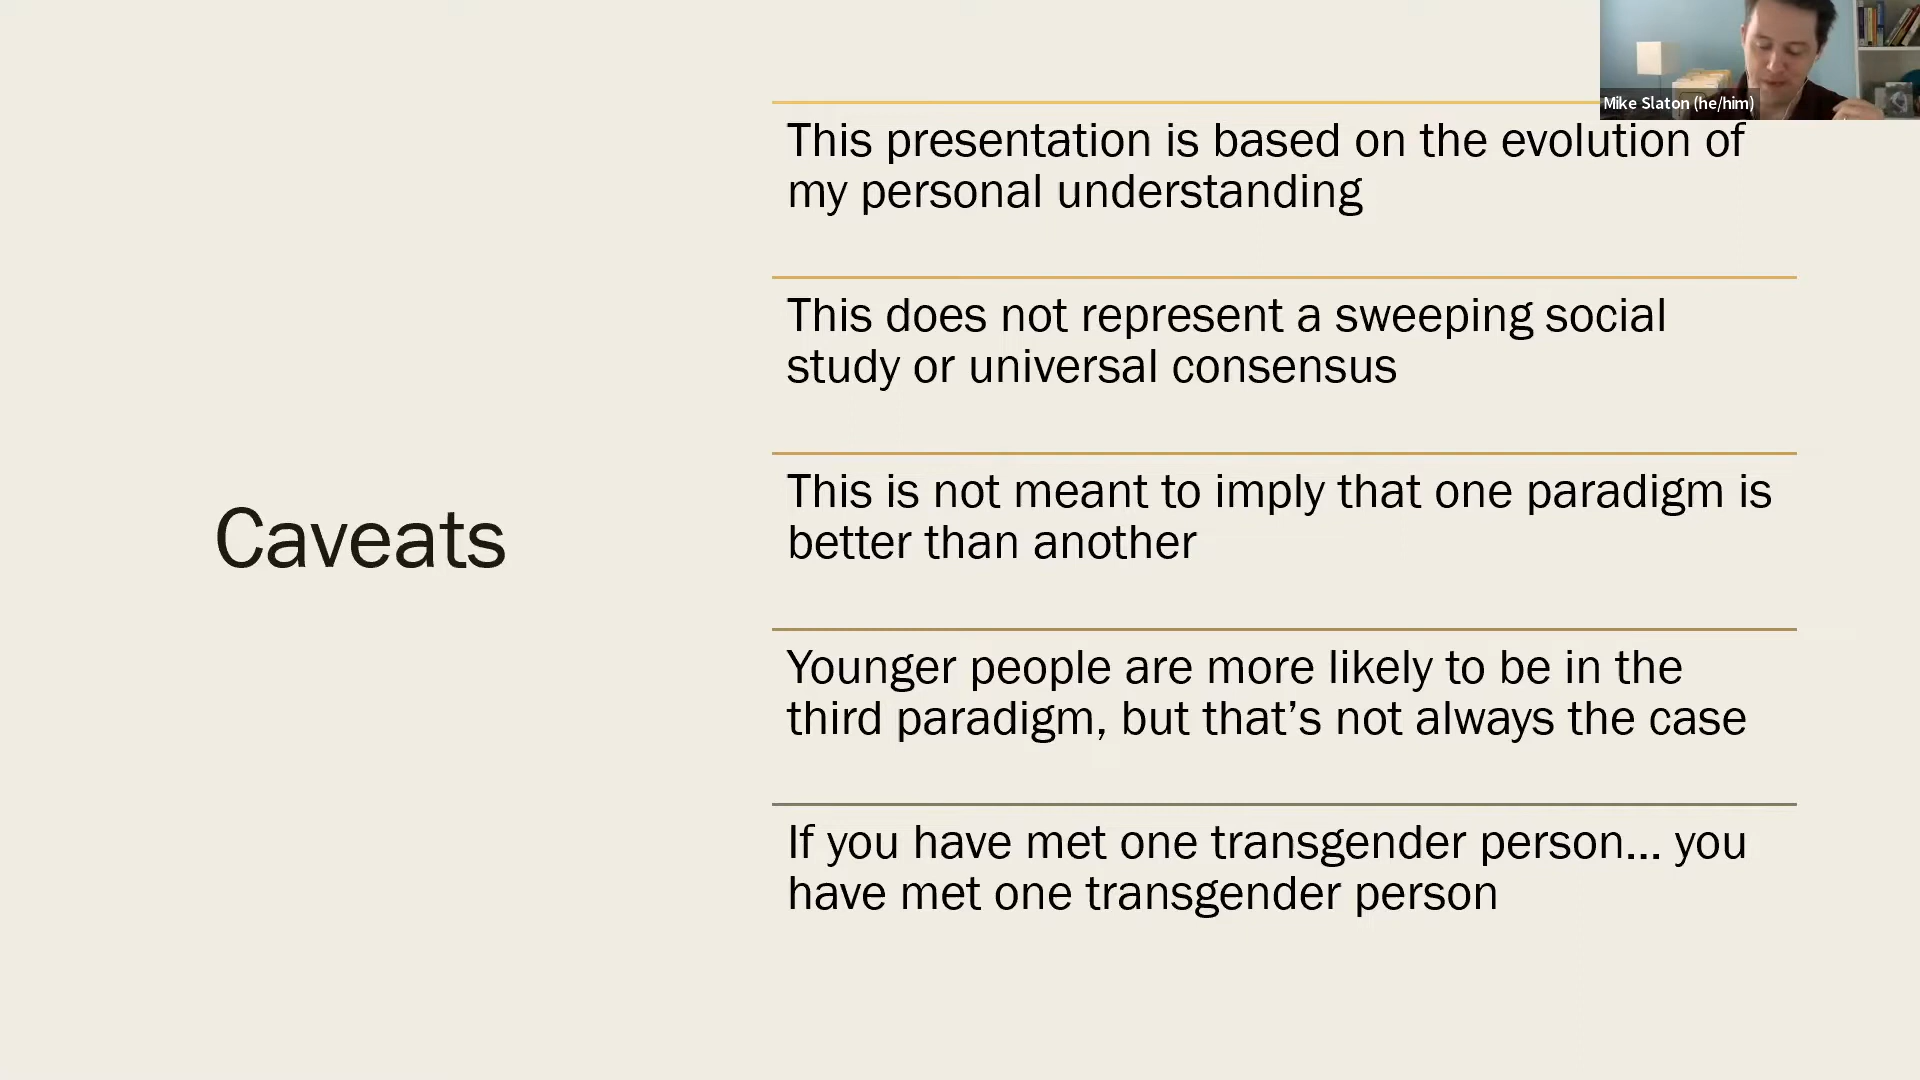 Mike Slaton (he/him)
This presentation is based on the evolution of
my personal understanding
This does not represent a sweeping social
study or universal consensus
This is not meant to imply that one paradigm is
better than another
Caveats
Younger people are more likely to be in the
third paradigm, but that’s not always the case
If you have met one transgender person... you
have met one transgender person